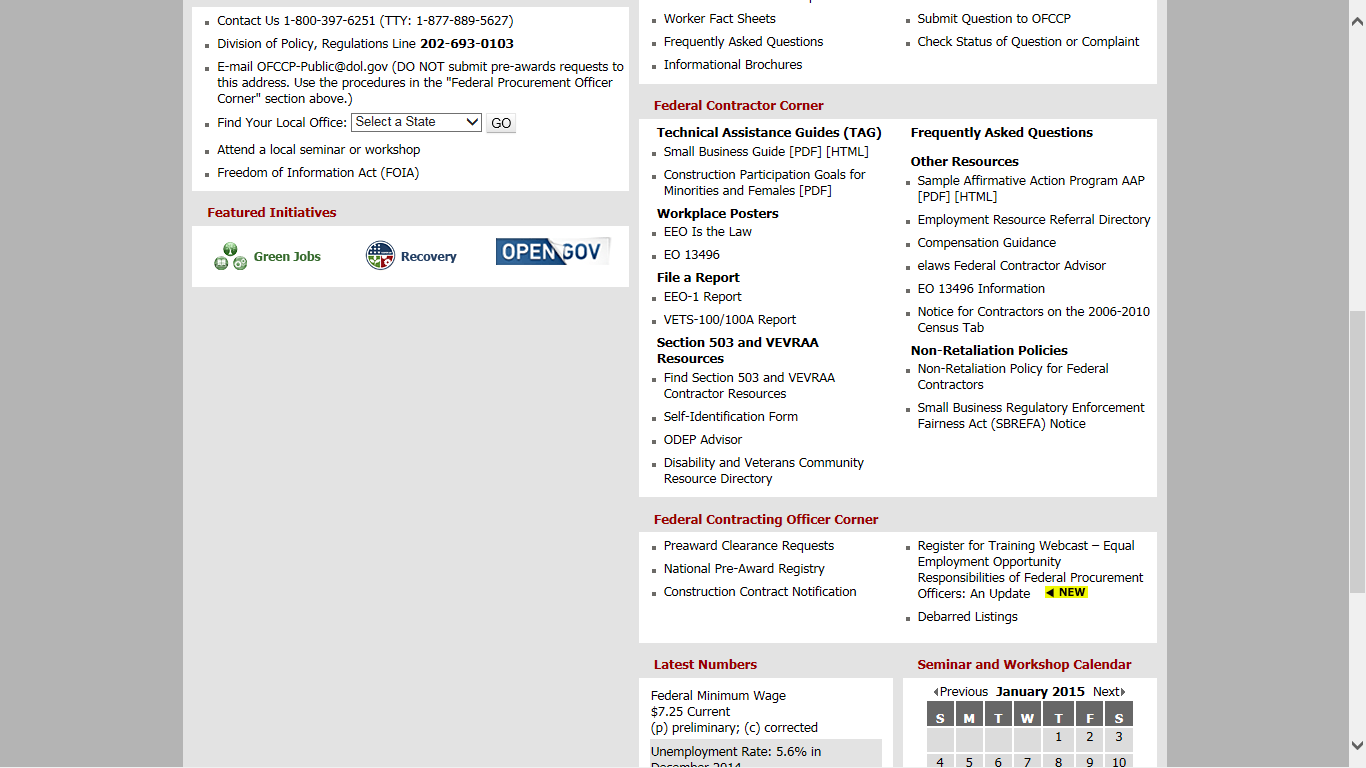 Contact Us 1-800-397-6251 (TTY: 1-877-889-5627)
Division of Policy, Regulations Line 202-693-0103
E-mail OFCCP-Public@dol.gov (DO NOT submit pre-awards requests to
this address. Use the procedures in the "Federal Procurement Officer
Corner" section above.)
Find Your Local Office: Select a State GO
Attend a local seminar or workshop
Freedom of Information Act (FOIA)
Featured Initiatives
Green Jobs
Recovery
OPEN GOV
Worker Fact Sheets
Frequently Asked Questions
Informational Brochures
Submit Question to OFCCP
Check Status of Question or Complaint
Federal Contractor Corner
Technical Assistance Guides (TAG)
Small Business Guide [PDF] [HTML]
Construction Participation Goals for
Minorities and Females [PDF]
Workplace Posters
EEO Is the Law
EO 13496
File a Report
EEO-1 Report
VETS-100/100A Report
Section 503 and VEVRAA
Resources
Find Section 503 and VEVRAA
Contractor Resources
Self-Identification Form
ODEP Advisor
Disability and Veterans Community
Resource Directory
Frequently Asked Questions
Other Resources
Sample Affirmative Action Program AAP
[PDF] [HTML]
Employment Resource Referral Directory
Compensation Guidance
elaws Federal Contractor Advisor
EO 13496 Information
Notice for Contractors on the 2006-2010
Census Tab
Non-Retaliation Policies
Non-Retaliation Policy for Federal
Contractors
Small Business Regulatory Enforcement
Fairness Act (SBREFA) Notice
Federal Contracting Officer Corner
Preaward Clearance Requests
National Pre-Award Registry
Construction Contract Notification
Register for Training Webcast – Equal
Employment Opportunity
Responsibilities of Federal Procurement
Officers: An Update NEW
Debarred Listings
Latest Numbers
Federal Minimum Wage
$7.25 Current
(p) preliminary; (c) corrected
Unemployment Rate: 5.6% in
December 2014
Seminar and Workshop Calendar
Previous January 2015 Next
S M T W T F S
1 2 3
4 5 6 7 8 9 10